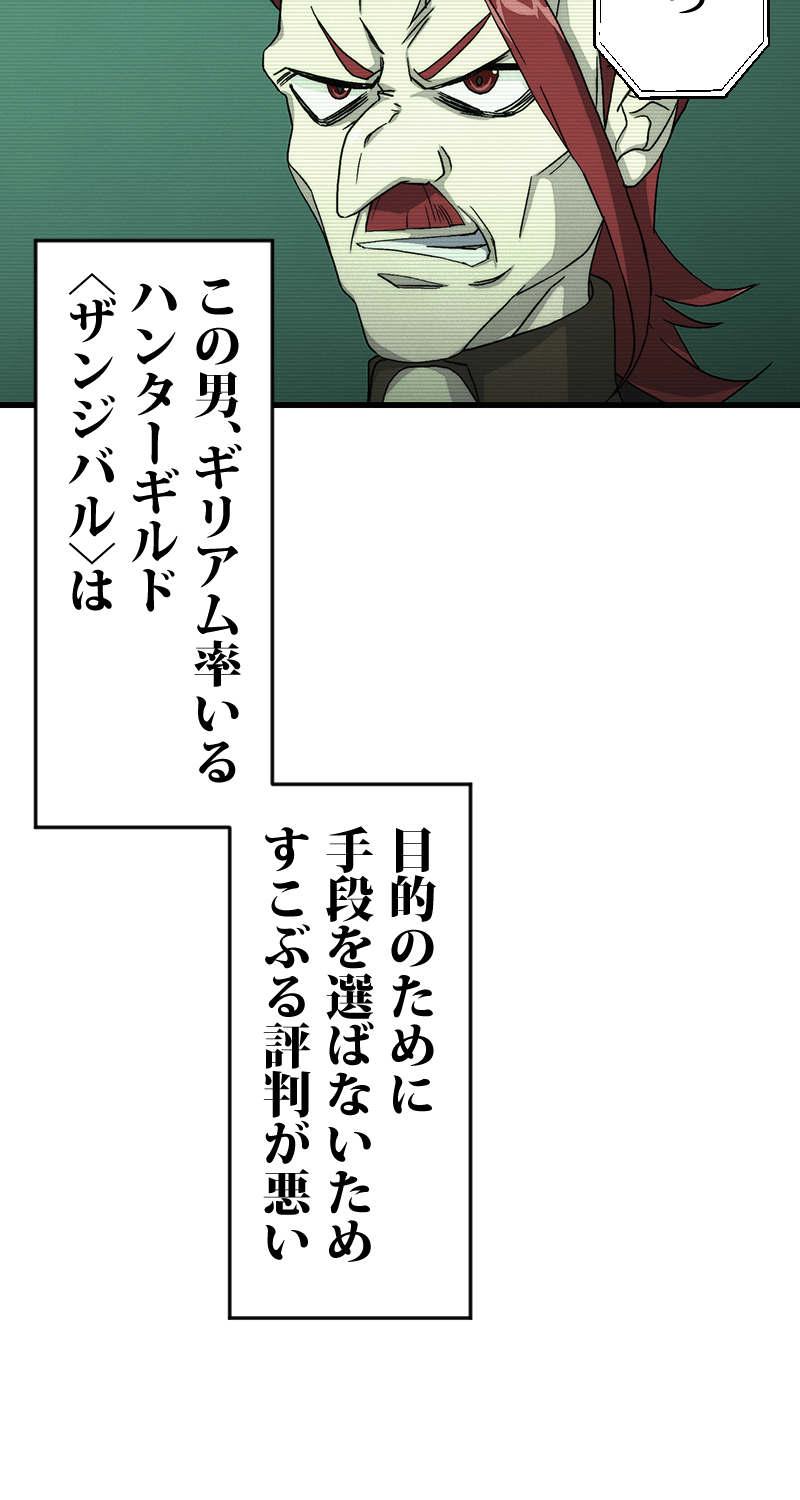 この男、ギリアム率いる
ハンターギルド
〈ザンジバル〉は
目的のために
手段を選ばないため
すこぶる評判が悪い